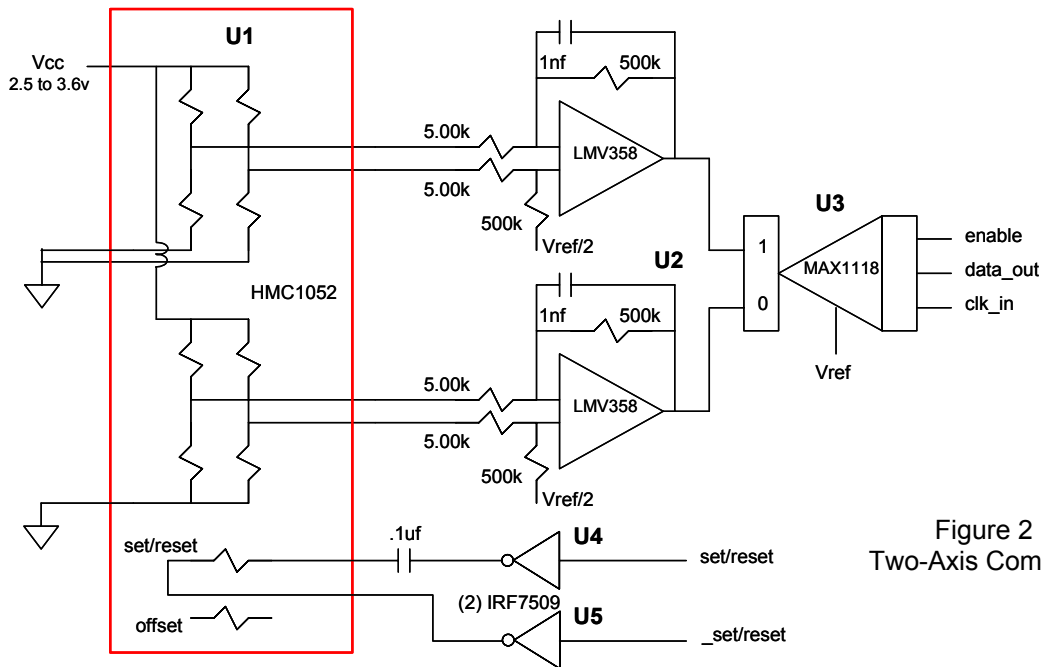 U1
Vcc
2.5 to 3.6v
HMC1052
1nf
500k
5.00k
5.00k
LMV358
500k
Vref/2
U2
1nf
500k
5.00k
5.00k
LMV358
500k
Vref/2
1
0
U3
MAX1118
Vref
enable
data_out
clk_in
set/reset
.1uf
U4
set/reset
(2) IRF7509
offset
U5
_set/reset
Figure 2
Two-Axis Com